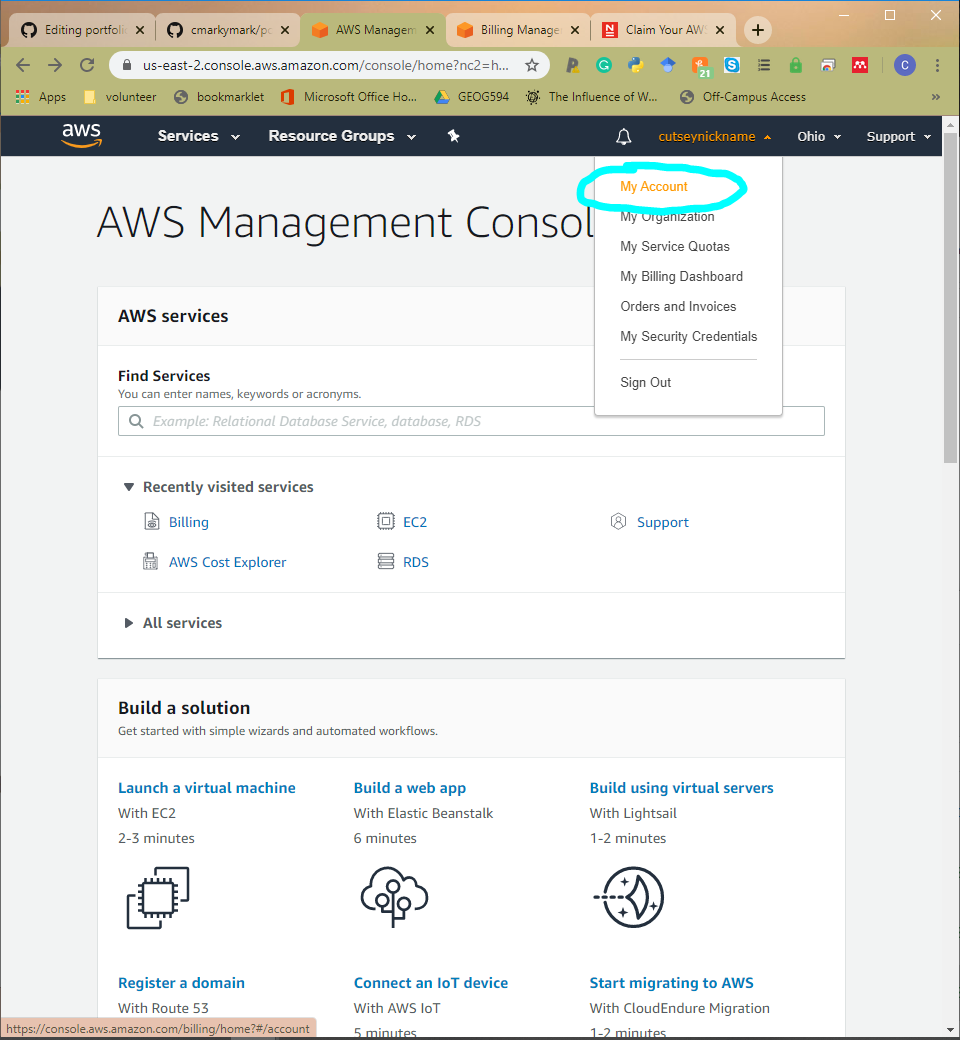 Editing portfoli
cmarkymark/po
AWS Managem
Billing Manage
Claim Your AWS
us-east-2.console.aws.amazon.com/console/home?nc2=h...
21
C
Apps
volunteer
bookmarklet
Microsoft Office Ho...
GEOG594
The Influence of W...
Off-Campus Access
»
aws
Services
Resource Groups
cutseynickname
Ohio
Support
My Account
My Organization
My Service Quotas
My Billing Dashboard
Orders and Invoices
My Security Credentials
Sign Out
AWS Management Consol
AWS services
Find Services
You can enter names, keywords or acronyms.
Example: Relational Database Service, database, RDS
Recently visited services
Billing
EC2
Support
AWS Cost Explorer
RDS
All services
Build a solution
Get started with simple wizards and automated workflows.
Launch a virtual machine
With EC2
2-3 minutes
Build a web app
With Elastic Beanstalk
6 minutes
Build using virtual servers
With Lightsail
1-2 minutes
Register a domain
With Route 53
Connect an IoT device
With AWS IoT
5 minutes
Start migrating to AWS
With CloudEndure Migration
1-2 minutes
https://console.aws.amazon.com/billing/home?#/account